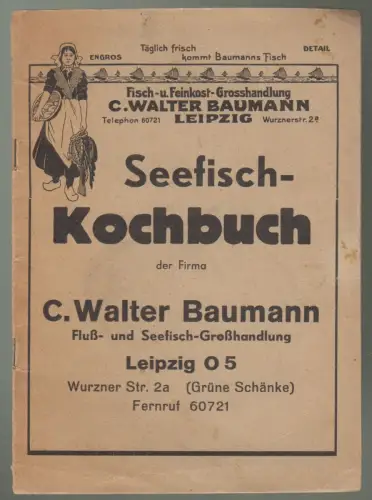 Täglich frisch
ENGROS kommt Baumanns Fisch DETAIL
Fisch-u.Feinkost-Grosshandlung
C.WALTER BAUMANN
Telephon 60721 LEIPZIG Wurznerstr. 2a
Seefisch-
Kochbuch
der Firma
C. Walter Baumann
Fluß- und Seefisch-Großhandlung
Leipzig O 5
Wurzner Str. 2a (Grüne Schänke)
Fernruf 60721